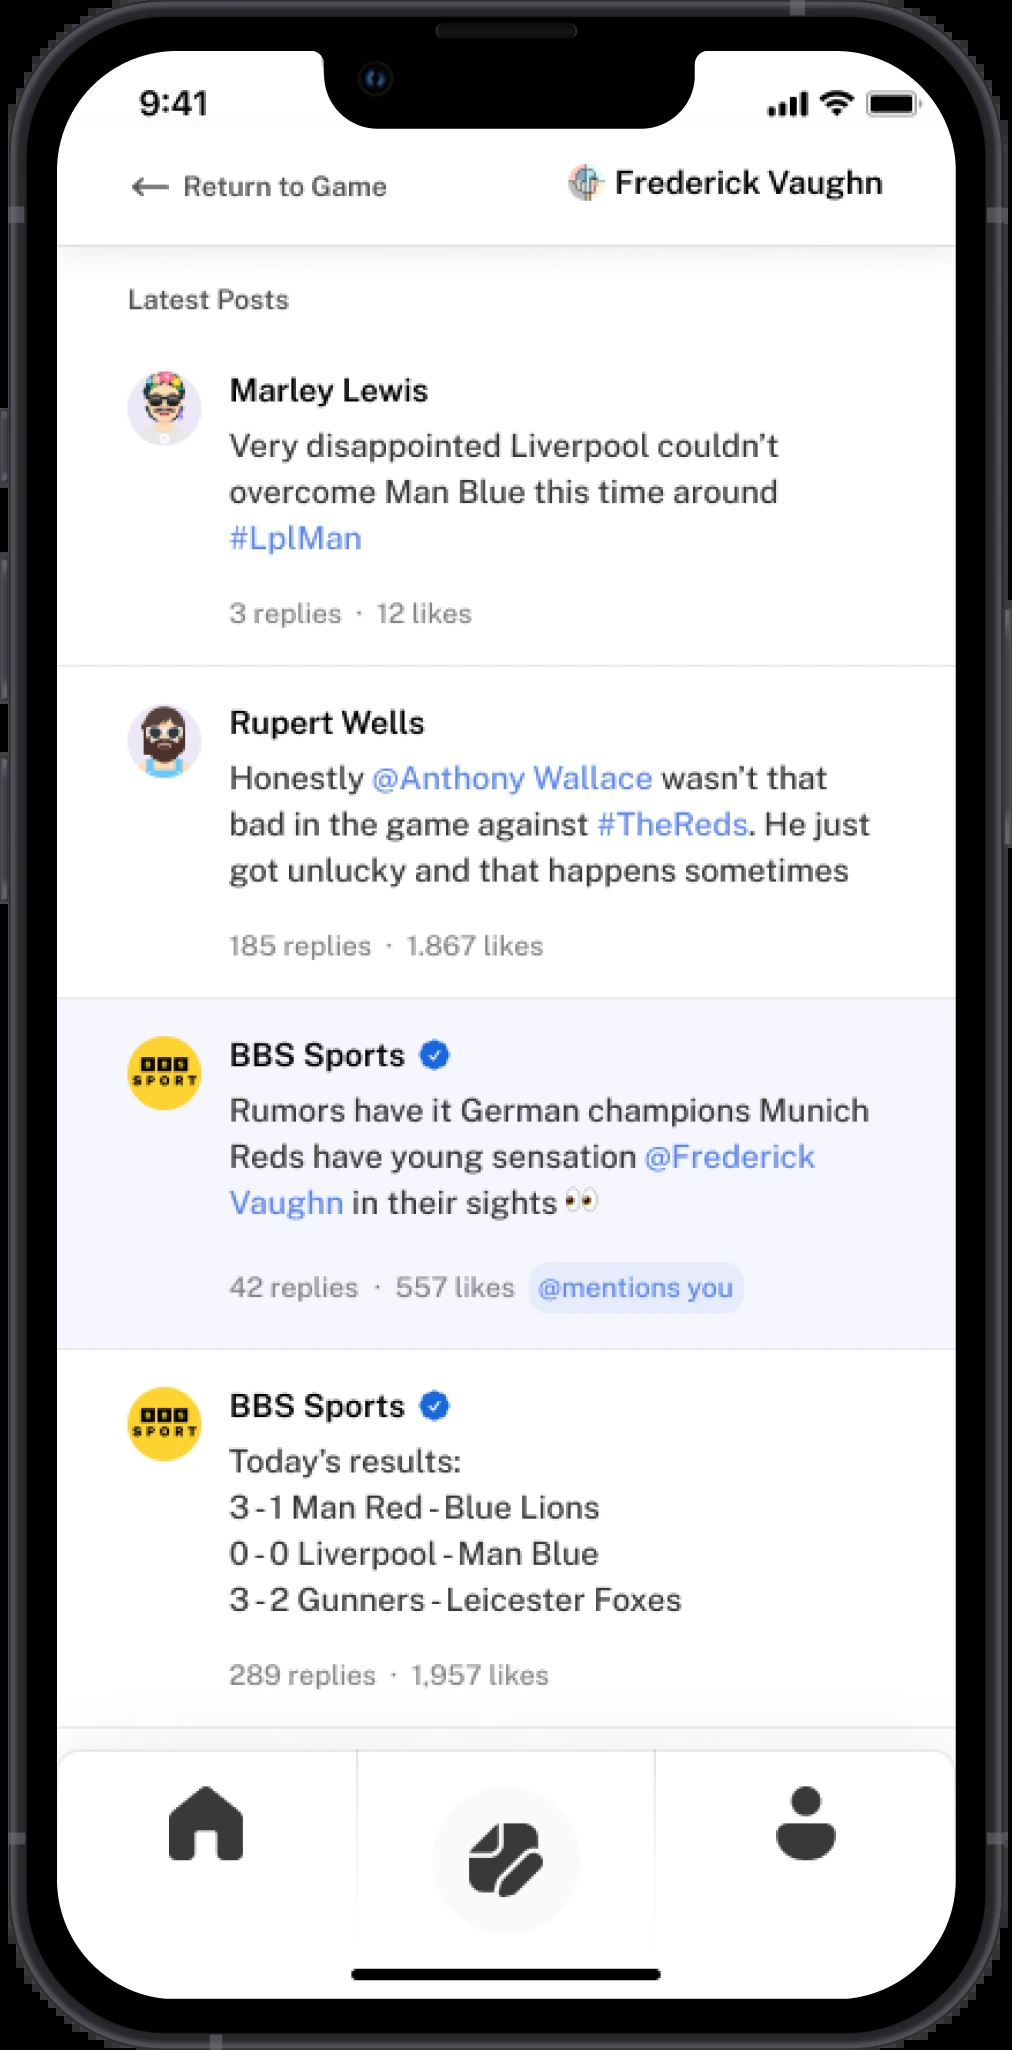 9:41
Return to Game
Frederick Vaughn
Latest Posts
Marley Lewis
Very disappointed Liverpool couldn't
overcome Man Blue this time around
#LplMan
3 replies · 12 likes
Rupert Wells
Honestly @Anthony Wallace wasn't that
bad in the game against #TheReds. He just
got unlucky and that happens sometimes
185 replies · 1.867 likes
BBS
SPORT
BBS Sports
Rumors have it German champions Munich
Reds have young sensation @Frederick
Vaughn in their sights 👀
42 replies · 557 likes @mentions you
BBS
SPORT
BBS Sports
Today's results:
3 - 1 Man Red - Blue Lions
0 - 0 Liverpool - Man Blue
3 - 2 Gunners - Leicester Foxes
289 replies · 1,957 likes